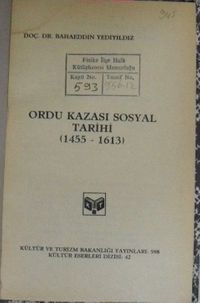 DOÇ. DR. BAHAEDDİN YEDİYILDIZ
Fatsa İlçe Halk
Kütüphanesi Memurluğu
Kayıt No. Tasnif No.
593
ORDU KAZASI SOSYAL
TARİHİ
(1455 - 1613)
KÜLTÜR VE TURİZM BAKANLIĞI YAYINLARI: 598
KÜLTÜR ESERLERİ DİZİSİ: 42